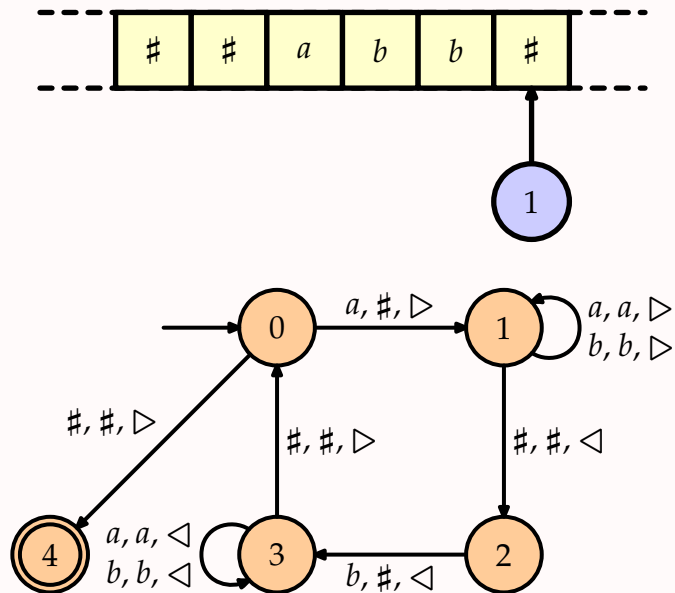 ♯ ♯ a b b ♯
1
a, ♯, ▷
0
1
a, a, ▷
b, b, ▷
♯, ♯, ▷
♯, ♯, ▷
♯, ♯, ◁
a, a, ◁
b, b, ◁
4
3
2
b, ♯, ◁